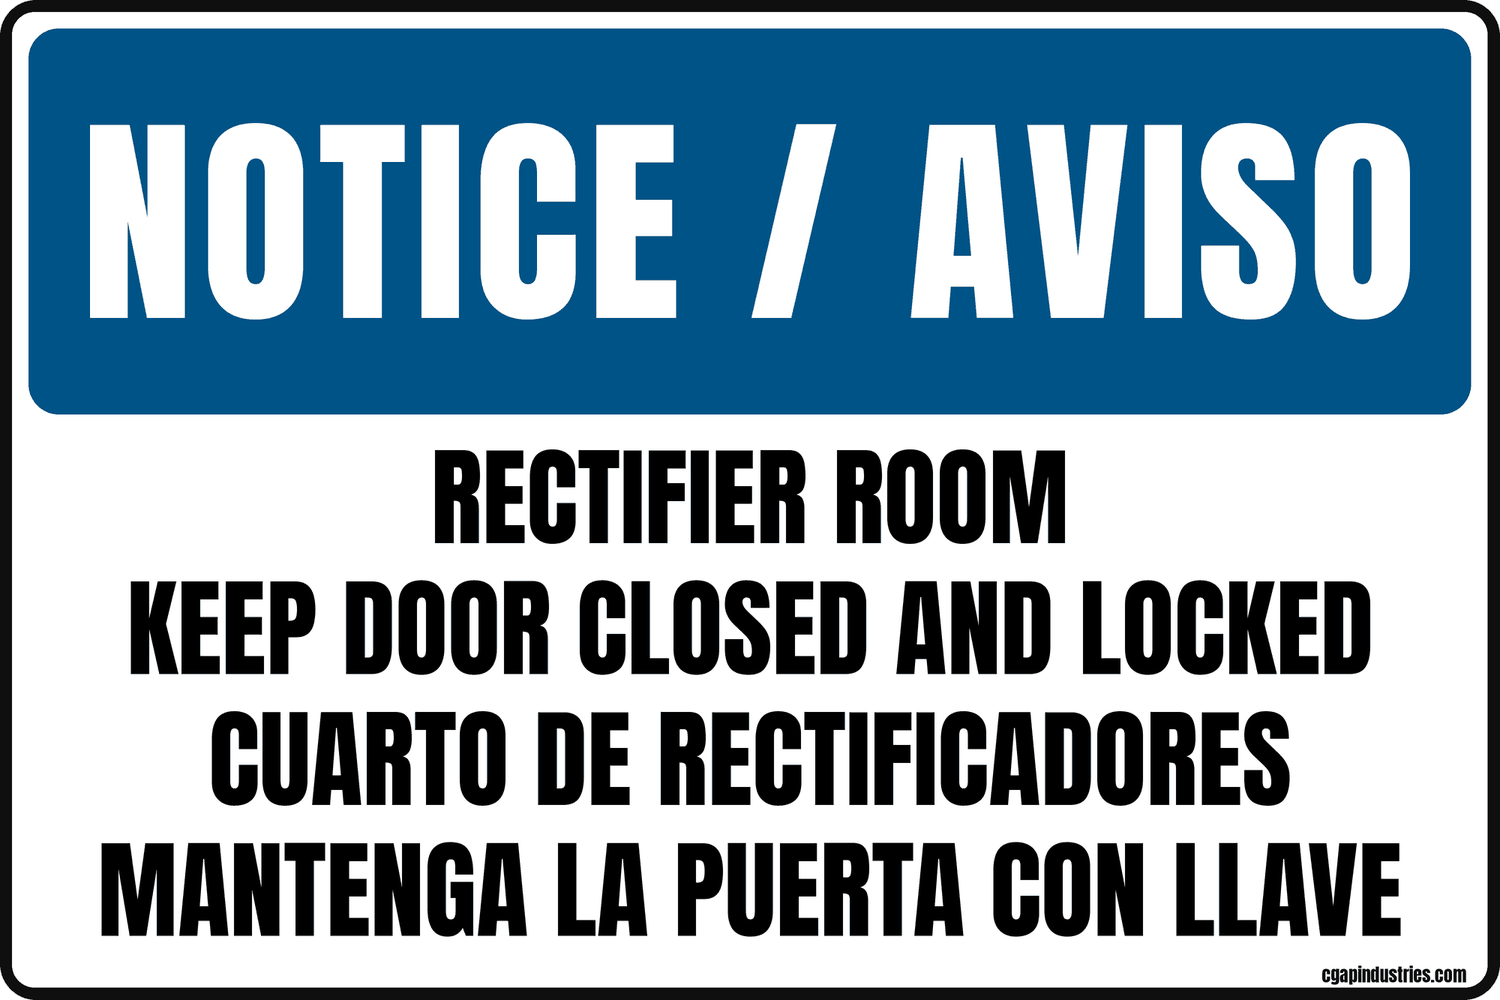 NOTICE / AVISO
RECTIFIER ROOM
KEEP DOOR CLOSED AND LOCKED
CUARTO DE RECTIFICADORES
MANTENGA LA PUERTA CON LLAVE
cgapindustries.com